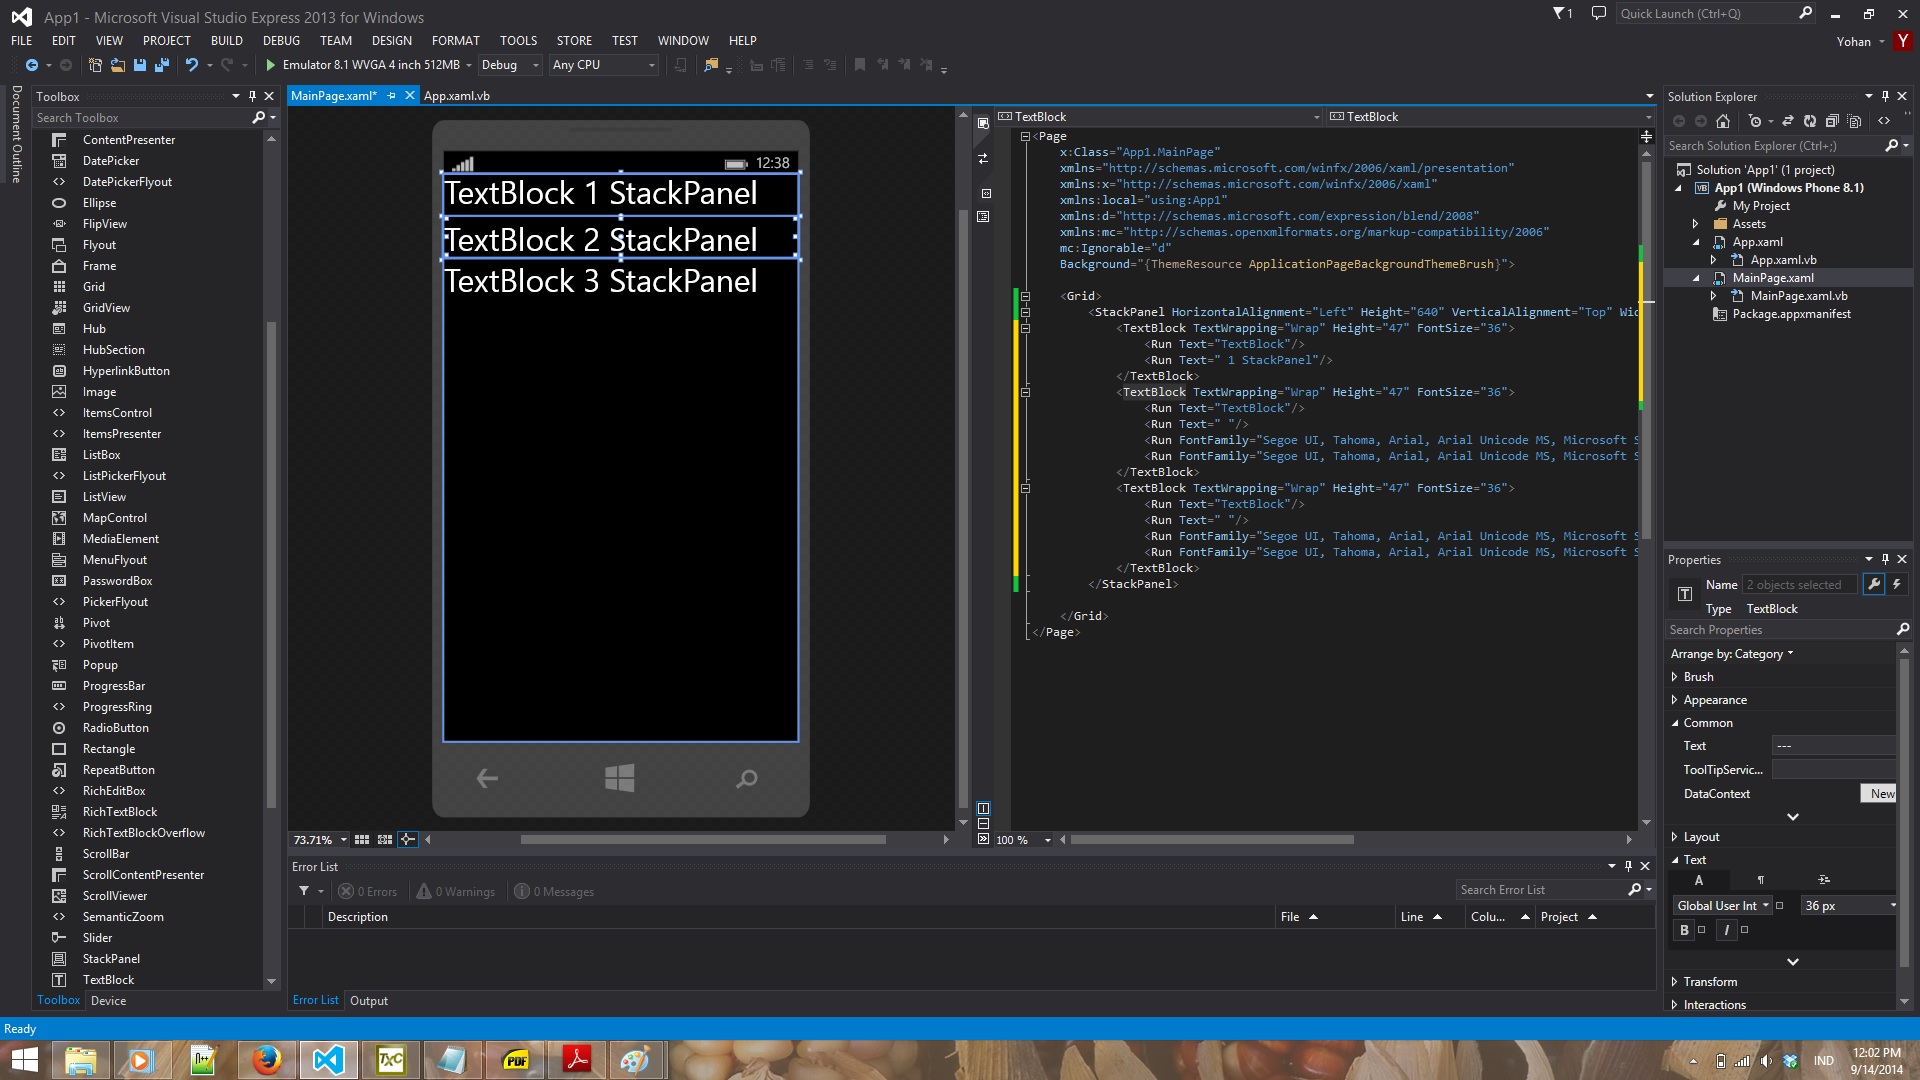 App1 - Microsoft Visual Studio Express 2013 for Windows
1
Quick Launch (Ctrl+Q)
FILE EDIT VIEW PROJECT BUILD DEBUG TEAM DESIGN FORMAT TOOLS STORE TEST WINDOW HELP
Yohan Y
Emulator 8.1 WVGA 4 inch 512MB Debug Any CPU
Document Outline
Toolbox
Search Toolbox
ContentPresenter
DatePicker
DatePickerFlyout
Ellipse
FlipView
Flyout
Frame
Grid
GridView
Hub
HubSection
HyperlinkButton
Image
ItemsControl
ItemsPresenter
ListBox
ListPickerFlyout
ListView
MapControl
MediaElement
MenuFlyout
PasswordBox
PickerFlyout
Pivot
PivotItem
Popup
ProgressBar
ProgressRing
RadioButton
Rectangle
RepeatButton
RichEditBox
RichTextBlock
RichTextBlockOverflow
ScrollBar
ScrollContentPresenter
ScrollViewer
SemanticZoom
Slider
StackPanel
TextBlock
Toolbox Device
MainPage.xaml* App.xaml.vb
12:38
TextBlock 1 StackPanel
TextBlock 2 StackPanel
TextBlock 3 StackPanel
73.71%
TextBlock TextBlock
<Page
x:Class="App1.MainPage"
xmlns="http://schemas.microsoft.com/winfx/2006/xaml/presentation"
xmlns:x="http://schemas.microsoft.com/winfx/2006/xaml"
xmlns:local="using:App1"
xmlns:d="http://schemas.microsoft.com/expression/blend/2008"
xmlns:mc="http://schemas.openxmlformats.org/markup-compatibility/2006"
mc:Ignorable="d"
Background="{ThemeResource ApplicationPageBackgroundThemeBrush}">
<Grid>
<StackPanel HorizontalAlignment="Left" Height="640" VerticalAlignment="Top" Wid
<TextBlock TextWrapping="Wrap" Height="47" FontSize="36">
<Run Text="TextBlock"/>
<Run Text=" 1 StackPanel"/>
</TextBlock>
<TextBlock TextWrapping="Wrap" Height="47" FontSize="36">
<Run Text="TextBlock"/>
<Run Text=" "/>
<Run FontFamily="Segoe UI, Tahoma, Arial, Arial Unicode MS, Microsoft S
<Run FontFamily="Segoe UI, Tahoma, Arial, Arial Unicode MS, Microsoft S
</TextBlock>
<TextBlock TextWrapping="Wrap" Height="47" FontSize="36">
<Run Text="TextBlock"/>
<Run Text=" "/>
<Run FontFamily="Segoe UI, Tahoma, Arial, Arial Unicode MS, Microsoft S
<Run FontFamily="Segoe UI, Tahoma, Arial, Arial Unicode MS, Microsoft S
</TextBlock>
</StackPanel>
</Grid>
</Page>
100 %
Error List
0 Errors 0 Warnings 0 Messages
Search Error List
Description File Line Colu... Project
Error List Output
Solution Explorer
Search Solution Explorer (Ctrl+;)
Solution 'App1' (1 project)
VB App1 (Windows Phone 8.1)
My Project
Assets
App.xaml
App.xaml.vb
MainPage.xaml
MainPage.xaml.vb
Package.appxmanifest
Properties
Name 2 objects selected
Type TextBlock
Search Properties
Arrange by: Category
Brush
Appearance
Common
Text ---
ToolTipServic...
DataContext New
Layout
Text
A ¶
Global User Int 36 px
B I
Transform
Interactions
Ready
n++
TXC
PDF
IND
12:02 PM
9/14/2014